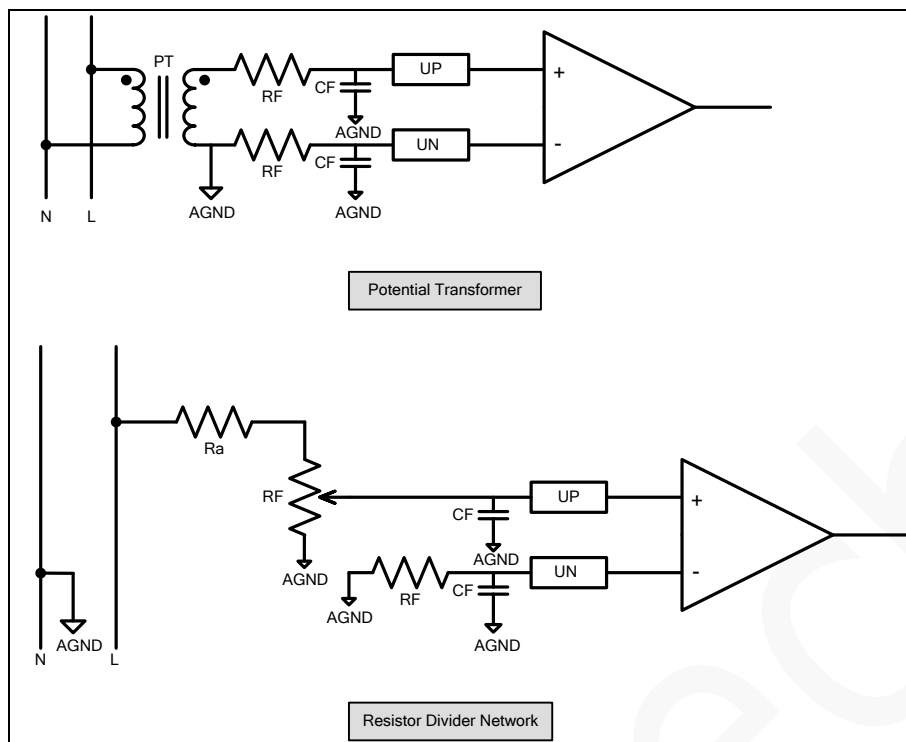 PT
RF
CF
UP
+
AGND
RF
CF
UN
-
AGND
AGND
N
L
Potential Transformer
Ra
RF
CF
UP
+
AGND
AGND
RF
CF
UN
-
AGND
AGND
AGND
N
L
Resistor Divider Network